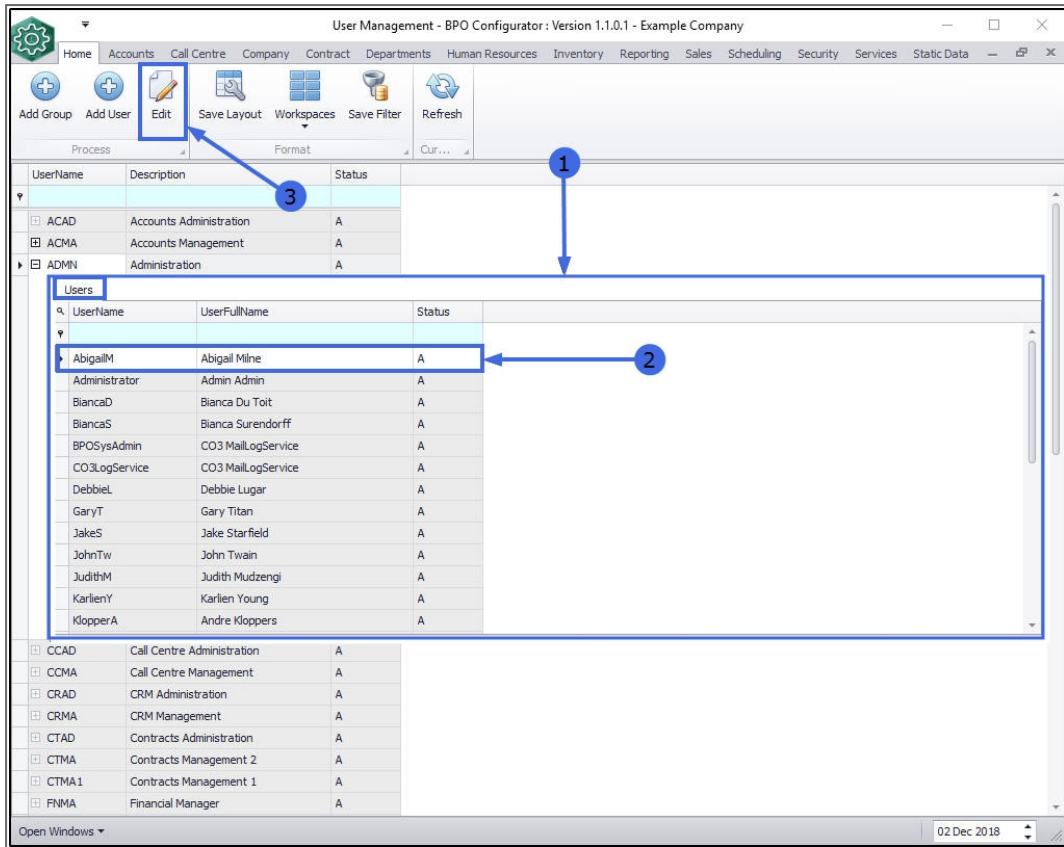 User Management - BPO Configurator : Version 1.1.0.1 - Example Company
Home Accounts Call Centre Company Contract Departments Human Resources Inventory Reporting Sales Scheduling Security Services Static Data
Add Group Add User Edit Save Layout Workspaces Save Filter Refresh
Process Format Cur...
1
UserName Description Status
3
ACAD Accounts Administration A
ACMA Accounts Management A
ADMN Administration A
Users
UserName UserFullName Status
AbigailM Abigail Milne A
2
Administrator Admin Admin A
BiancaD Bianca Du Toit A
BiancaS Bianca Surendorff A
BPOSysAdmin CO3 MailLogService A
CO3LogService CO3 MailLogService A
DebbieL Debbie Lugar A
GaryT Gary Titan A
JakeS Jake Starfield A
JohnTw John Twain A
JudithM Judith Mudzengi A
KarlienY Karlien Young A
KlopperA Andre Kloppers A
CCAD Call Centre Administration A
CCMA Call Centre Management A
CRAD CRM Administration A
CRMA CRM Management A
CTAD Contracts Administration A
CTMA Contracts Management 2 A
CTMA1 Contracts Management 1 A
FNMA Financial Manager A
Open Windows 02 Dec 2018